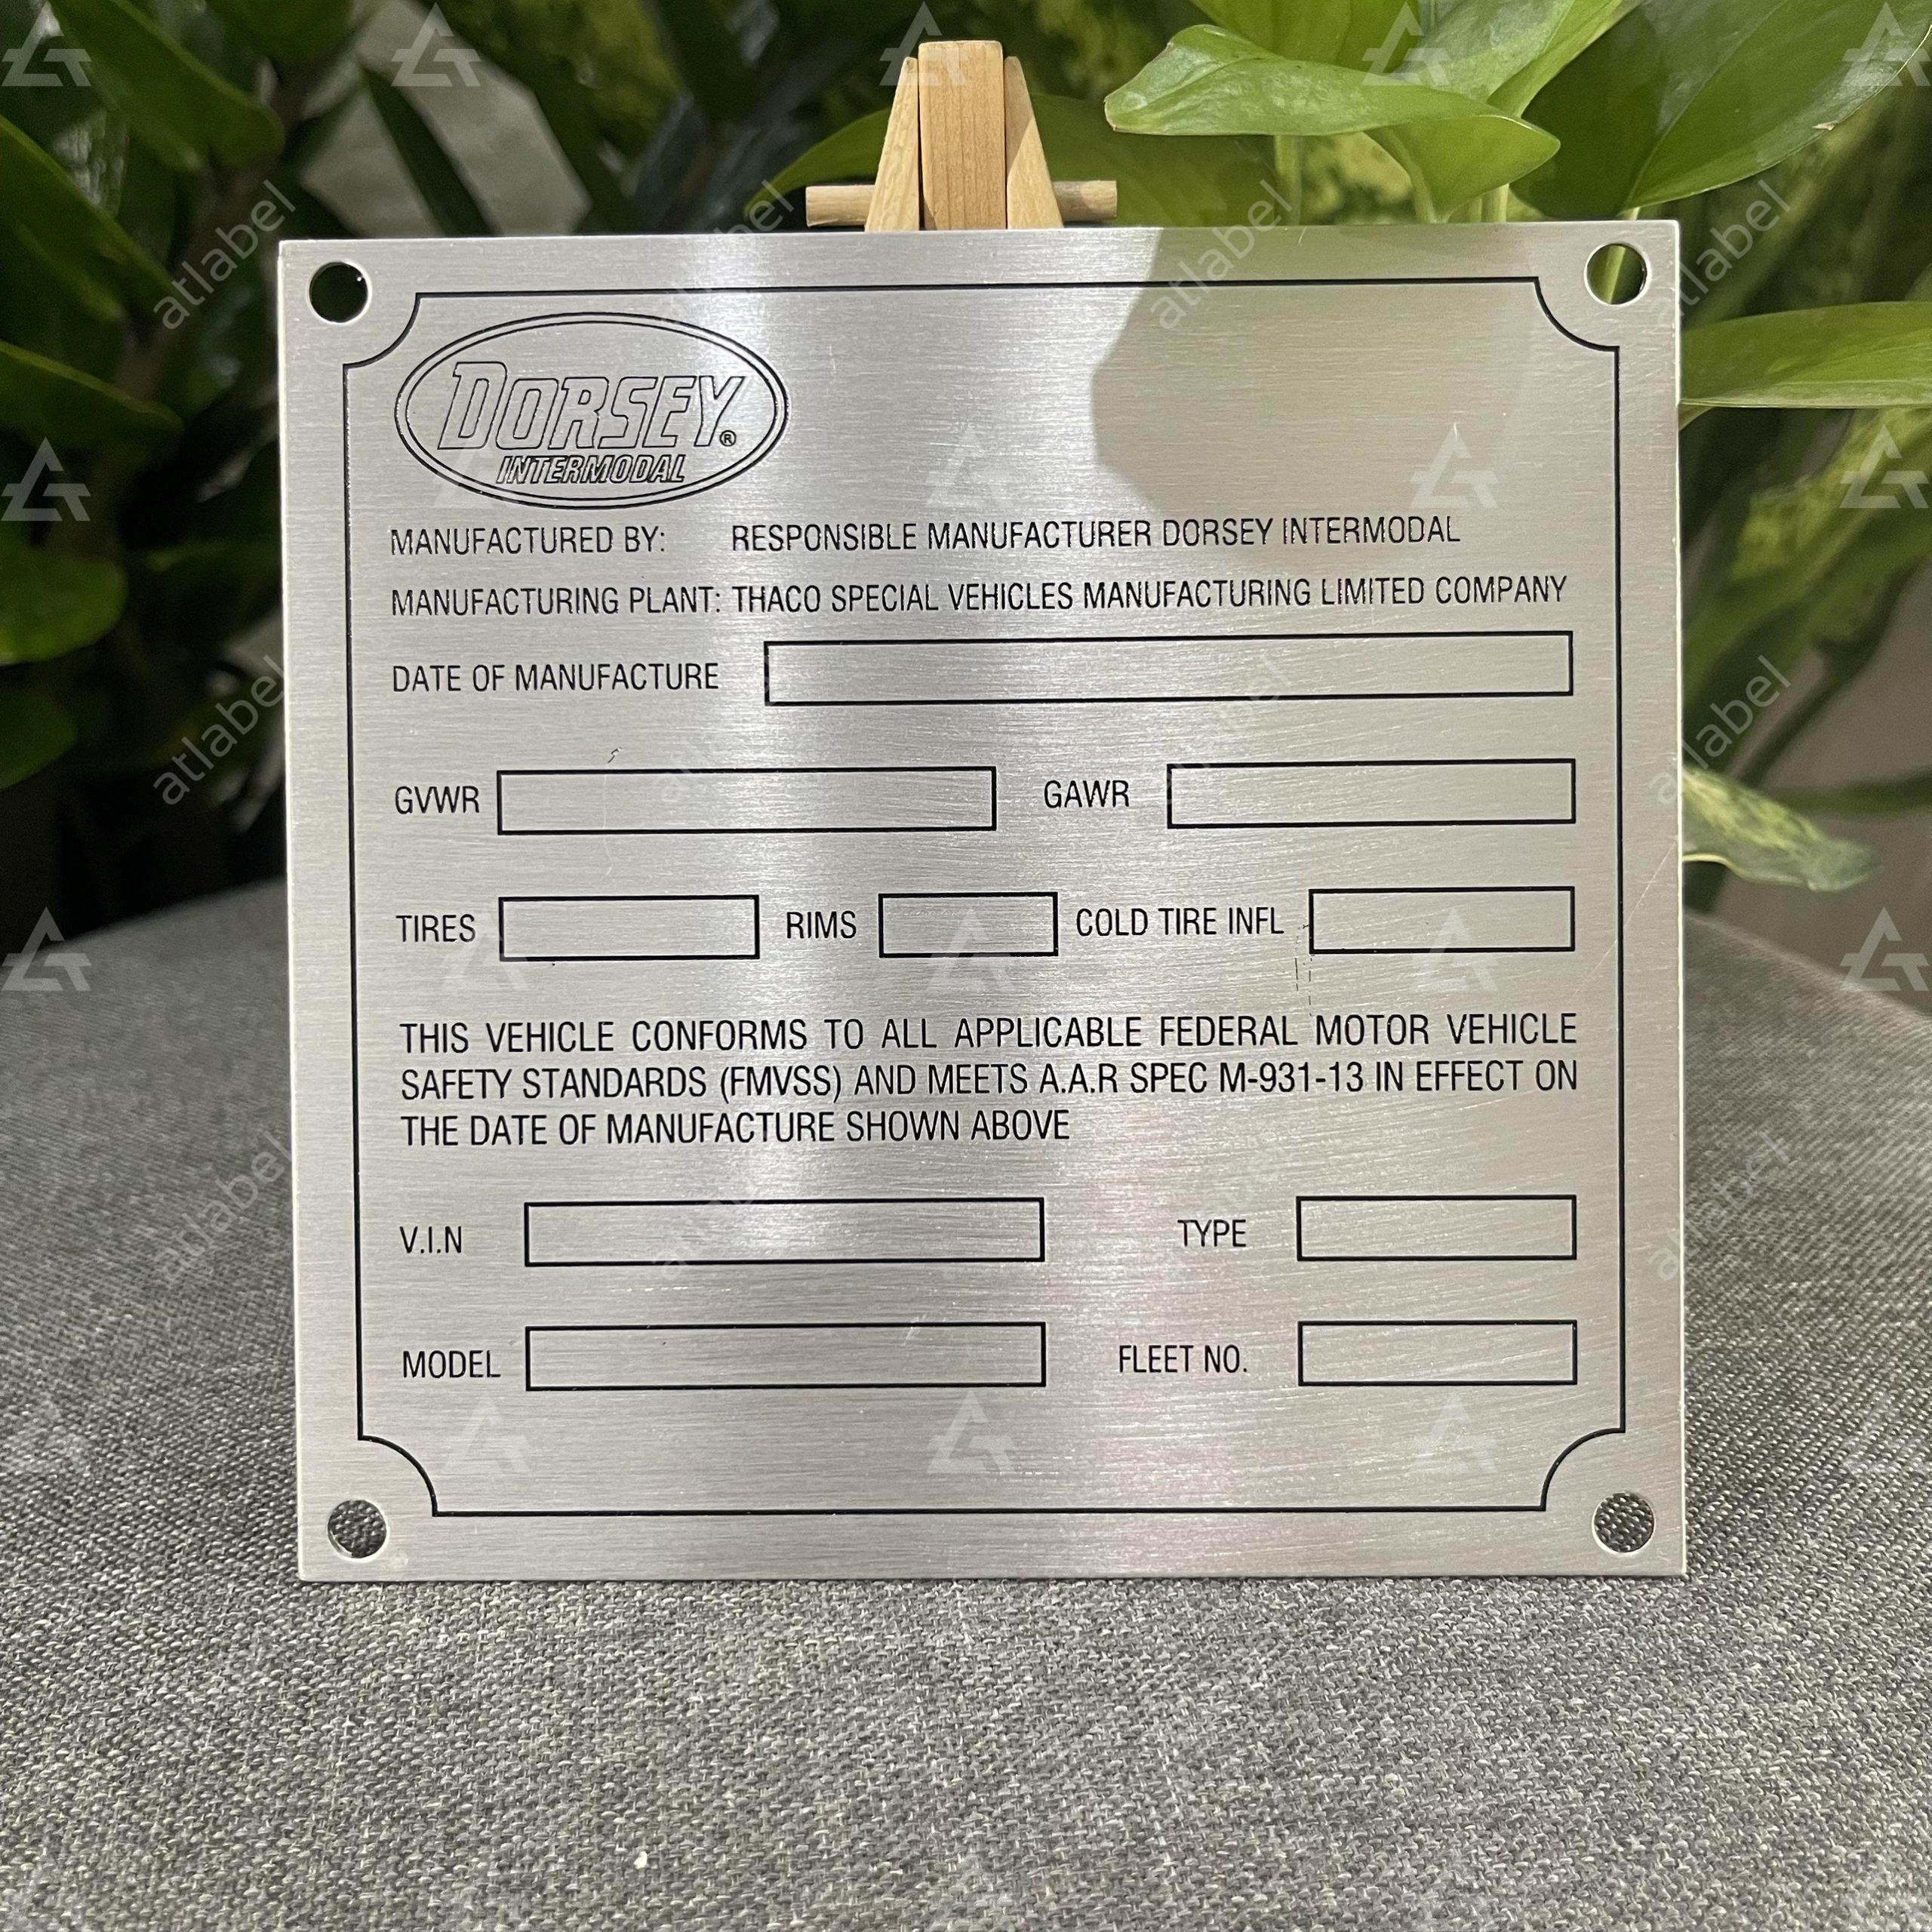 DORSEY®
INTERMODAL
MANUFACTURED BY: RESPONSIBLE MANUFACTURER DORSEY INTERMODAL
MANUFACTURING PLANT: THACO SPECIAL VEHICLES MANUFACTURING LIMITED COMPANY
DATE OF MANUFACTURE
GVWR GAWR
TIRES RIMS COLD TIRE INFL
THIS VEHICLE CONFORMS TO ALL APPLICABLE FEDERAL MOTOR VEHICLE
SAFETY STANDARDS (FMVSS) AND MEETS A.A.R SPEC M-931-13 IN EFFECT ON
THE DATE OF MANUFACTURE SHOWN ABOVE
V.I.N TYPE
MODEL FLEET NO.
atlabel